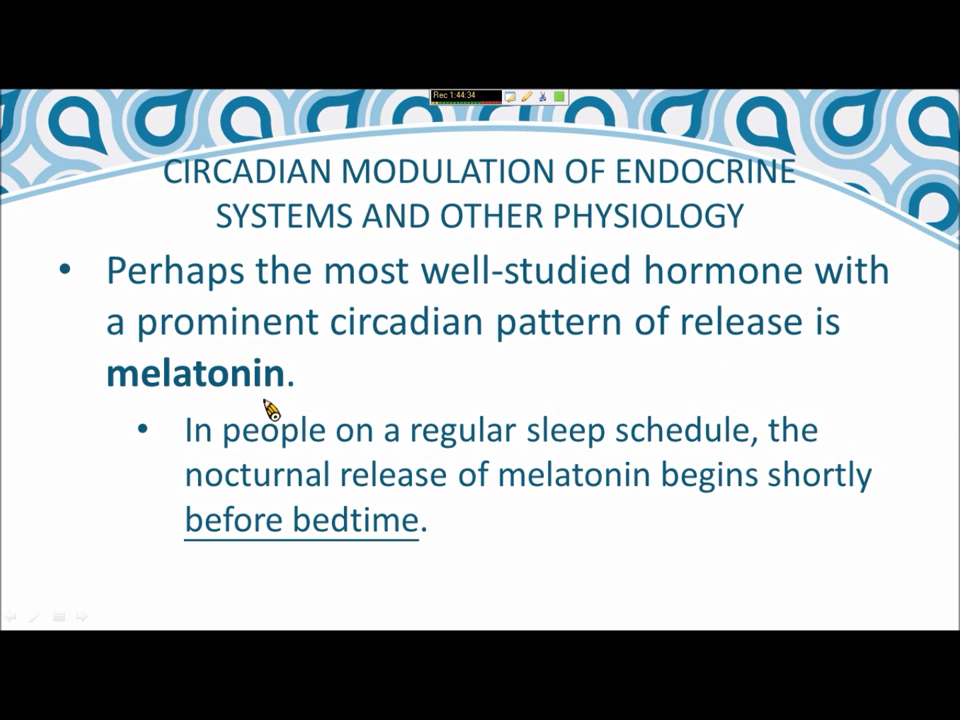 Rec 1:44:34
CIRCADIAN MODULATION OF ENDOCRINE
SYSTEMS AND OTHER PHYSIOLOGY
• Perhaps the most well-studied hormone with
a prominent circadian pattern of release is
melatonin.
• In people on a regular sleep schedule, the
nocturnal release of melatonin begins shortly
before bedtime.